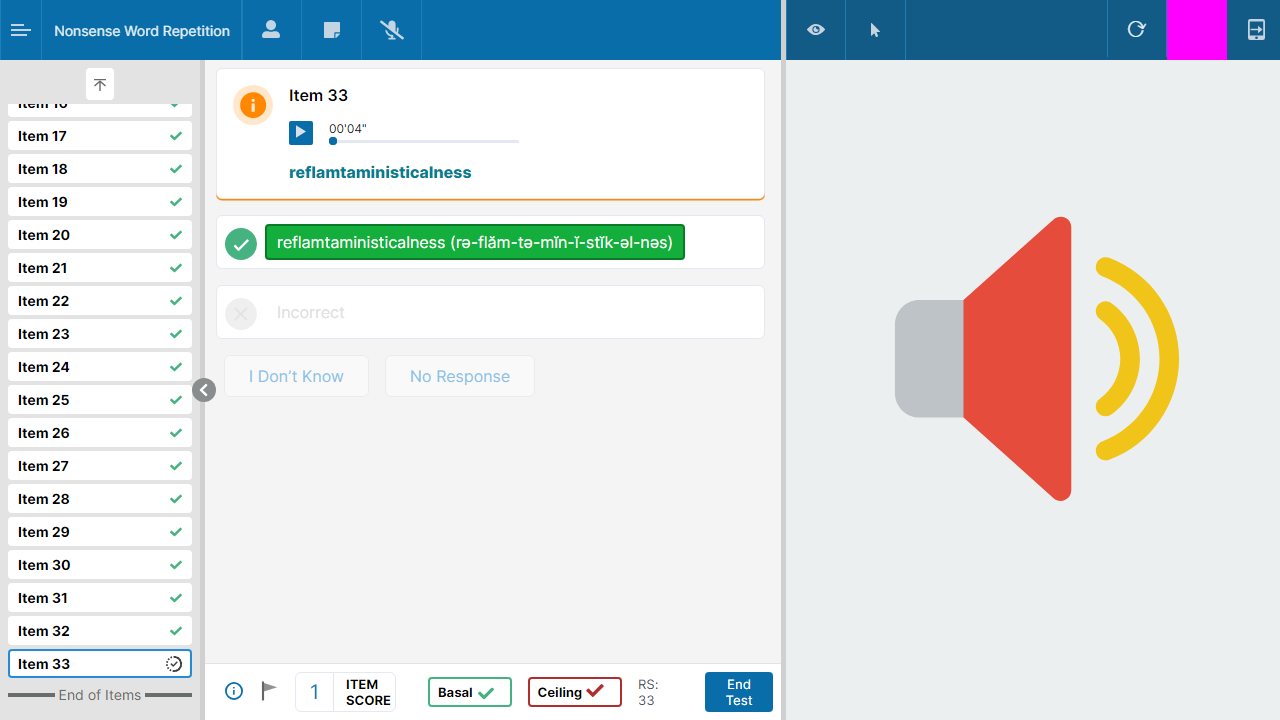 Nonsense Word Repetition
Item 16
Item 17
Item 18
Item 19
Item 20
Item 21
Item 22
Item 23
Item 24
Item 25
Item 26
Item 27
Item 28
Item 29
Item 30
Item 31
Item 32
Item 33
End of Items
Item 33
00'04"
reflamtaministicalness
reflamtaministicalness (rə-flăm-tə-mĭn-ĭ-stĭk-əl-nəs)
Incorrect
I Don't Know
No Response
1
ITEM
SCORE
Basal
Ceiling
RS:
33
End
Test